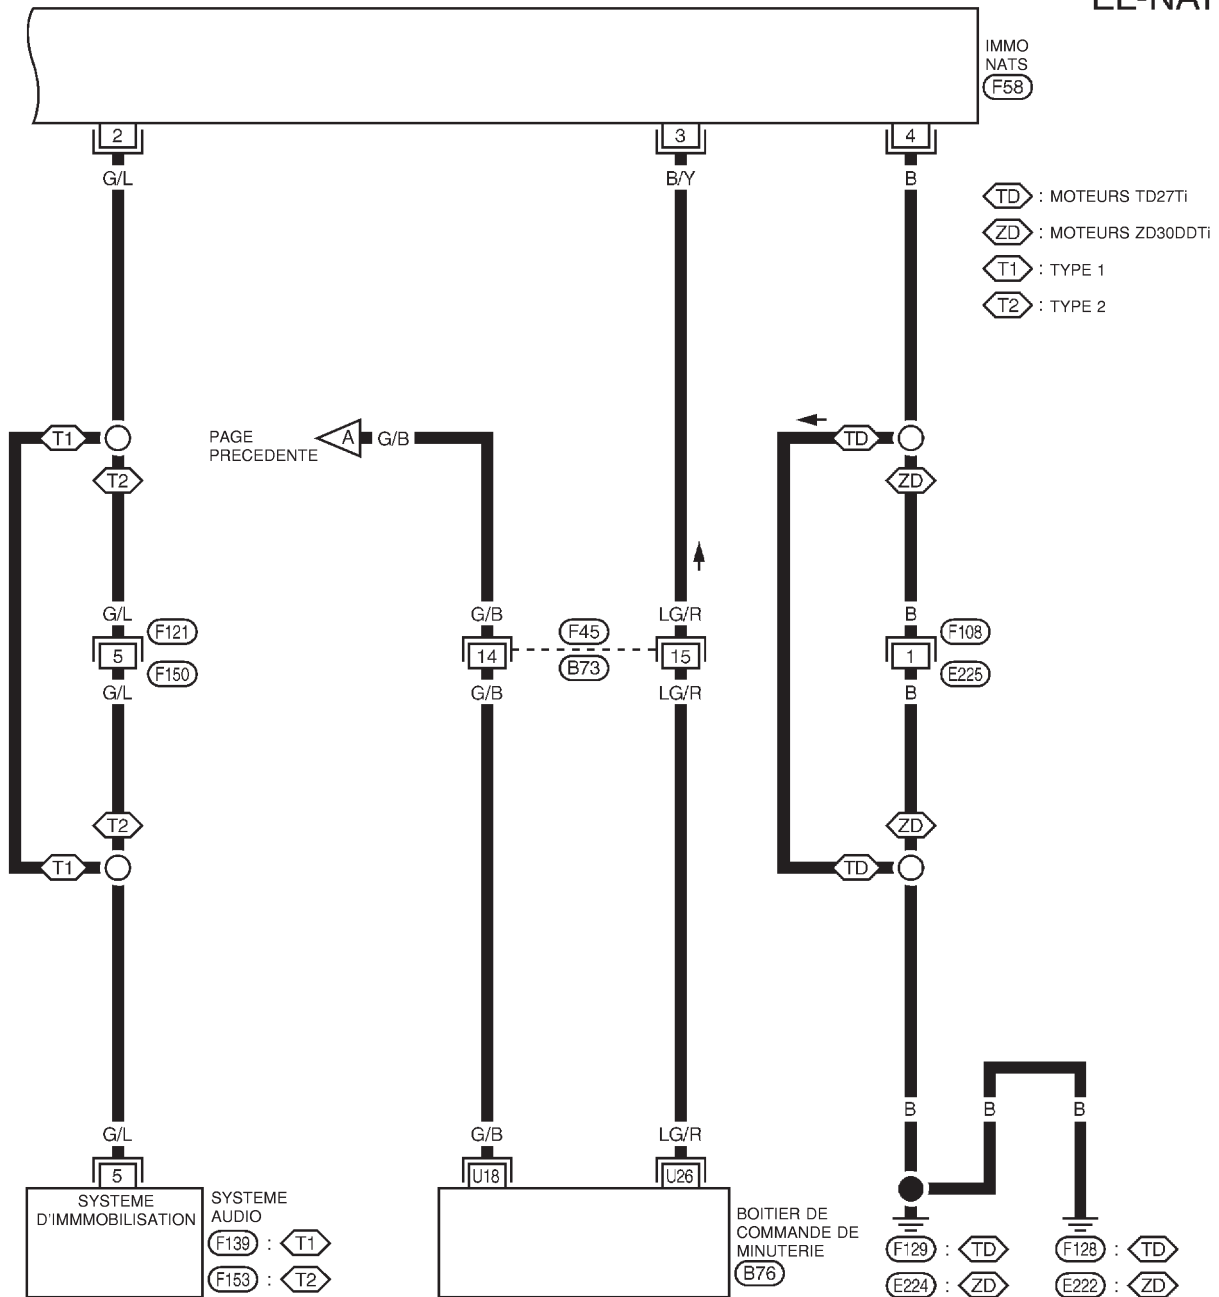 IMMO
NATS
F58
2
3
4
G/L
B/Y
B
TD : MOTEURS TD27Ti
ZD : MOTEURS ZD30DDTi
T1 : TYPE 1
T2 : TYPE 2
T1
PAGE
PRECEDENTE
A
G/B
TD
T2
ZD
G/L
G/B
LG/R
B
F121
F45
F108
5
14
15
1
F150
B73
E225
G/L
G/B
LG/R
B
T2
ZD
T1
TD
B
B
B
G/L
G/B
LG/R
5
U18
U26
SYSTEME
D'IMMMOBILISATION
SYSTEME
AUDIO
F139 : T1
F153 : T2
BOITIER DE
COMMANDE DE
MINUTERIE
B76
F129 : TD
F128 : TD
E224 : ZD
E222 : ZD